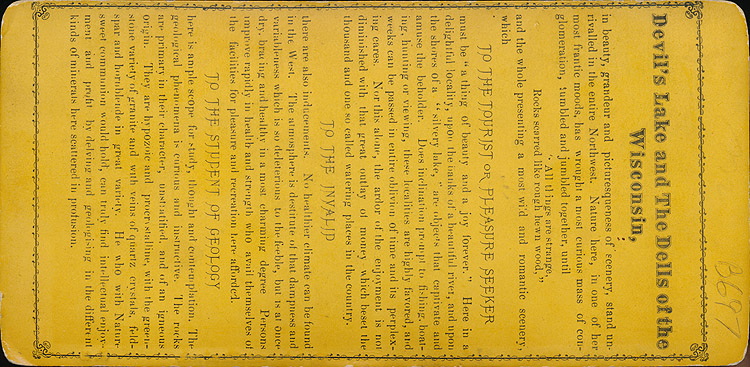 8697
Devil's Lake and The Dells of the
Wisconsin,
in beauty, grandeur and picturesqueness of scenery, stand un-
rivalled in the entire Northwest. Nature here, in one of her
most frantic moods, has wrought a most curious mass of con-
glomeration, tumbled and jumbled together, until
"All things are strange,
Rocks scarred like rough hewn wood,"
and the whole presenting a most wild and romantic scenery,
which
TO THE TOURIST OR PLEASURE SEEKER
must be "a thing of beauty and a joy forever." Here in a
delightful locality, upon the banks of a beautiful river, and upon
the shores of a "silvery lake," are objects that captivate and
amuse the beholder. Does inclination prompt to fishing, boat-
ing, hunting or viewing, these localities are highly favored, and
weeks can be passed in entire oblivion of time and its perplex-
ing cares. Nor this alone, the ardor of the enjoyment is not
diminished with that great outlay of money which beset the
thousand and one so called watering places in the country.
TO THE INVALID
there are also inducements. No healthier climate can be found
in the West. The atmosphere is destitute of that dampness and
variableness which is so deleterious to the feeble, but is at once
dry, bracing and healthy in a most charming degree Persons
improve rapidly in health and strength who avail themselves of
the facilities for pleasure and recreation here afforded.
TO THE STUDENT OF GEOLOGY
here is ample scope for study, thought and contemplation. The
geological phenomena is curious and instructive. The rocks
are primary in their character, unstratified, and of an igneous
origin. They are hypozoic and procrystalline, with the green-
stone variety of granite and with veins of quartz crystals, feld-
spar and hornblende in great variety. He who with Nature
sweet communion would hold, can truly find intellectual enjoy-
ment and profit by delving and geologising in the different
kinds of minerals here scattered in profusion.